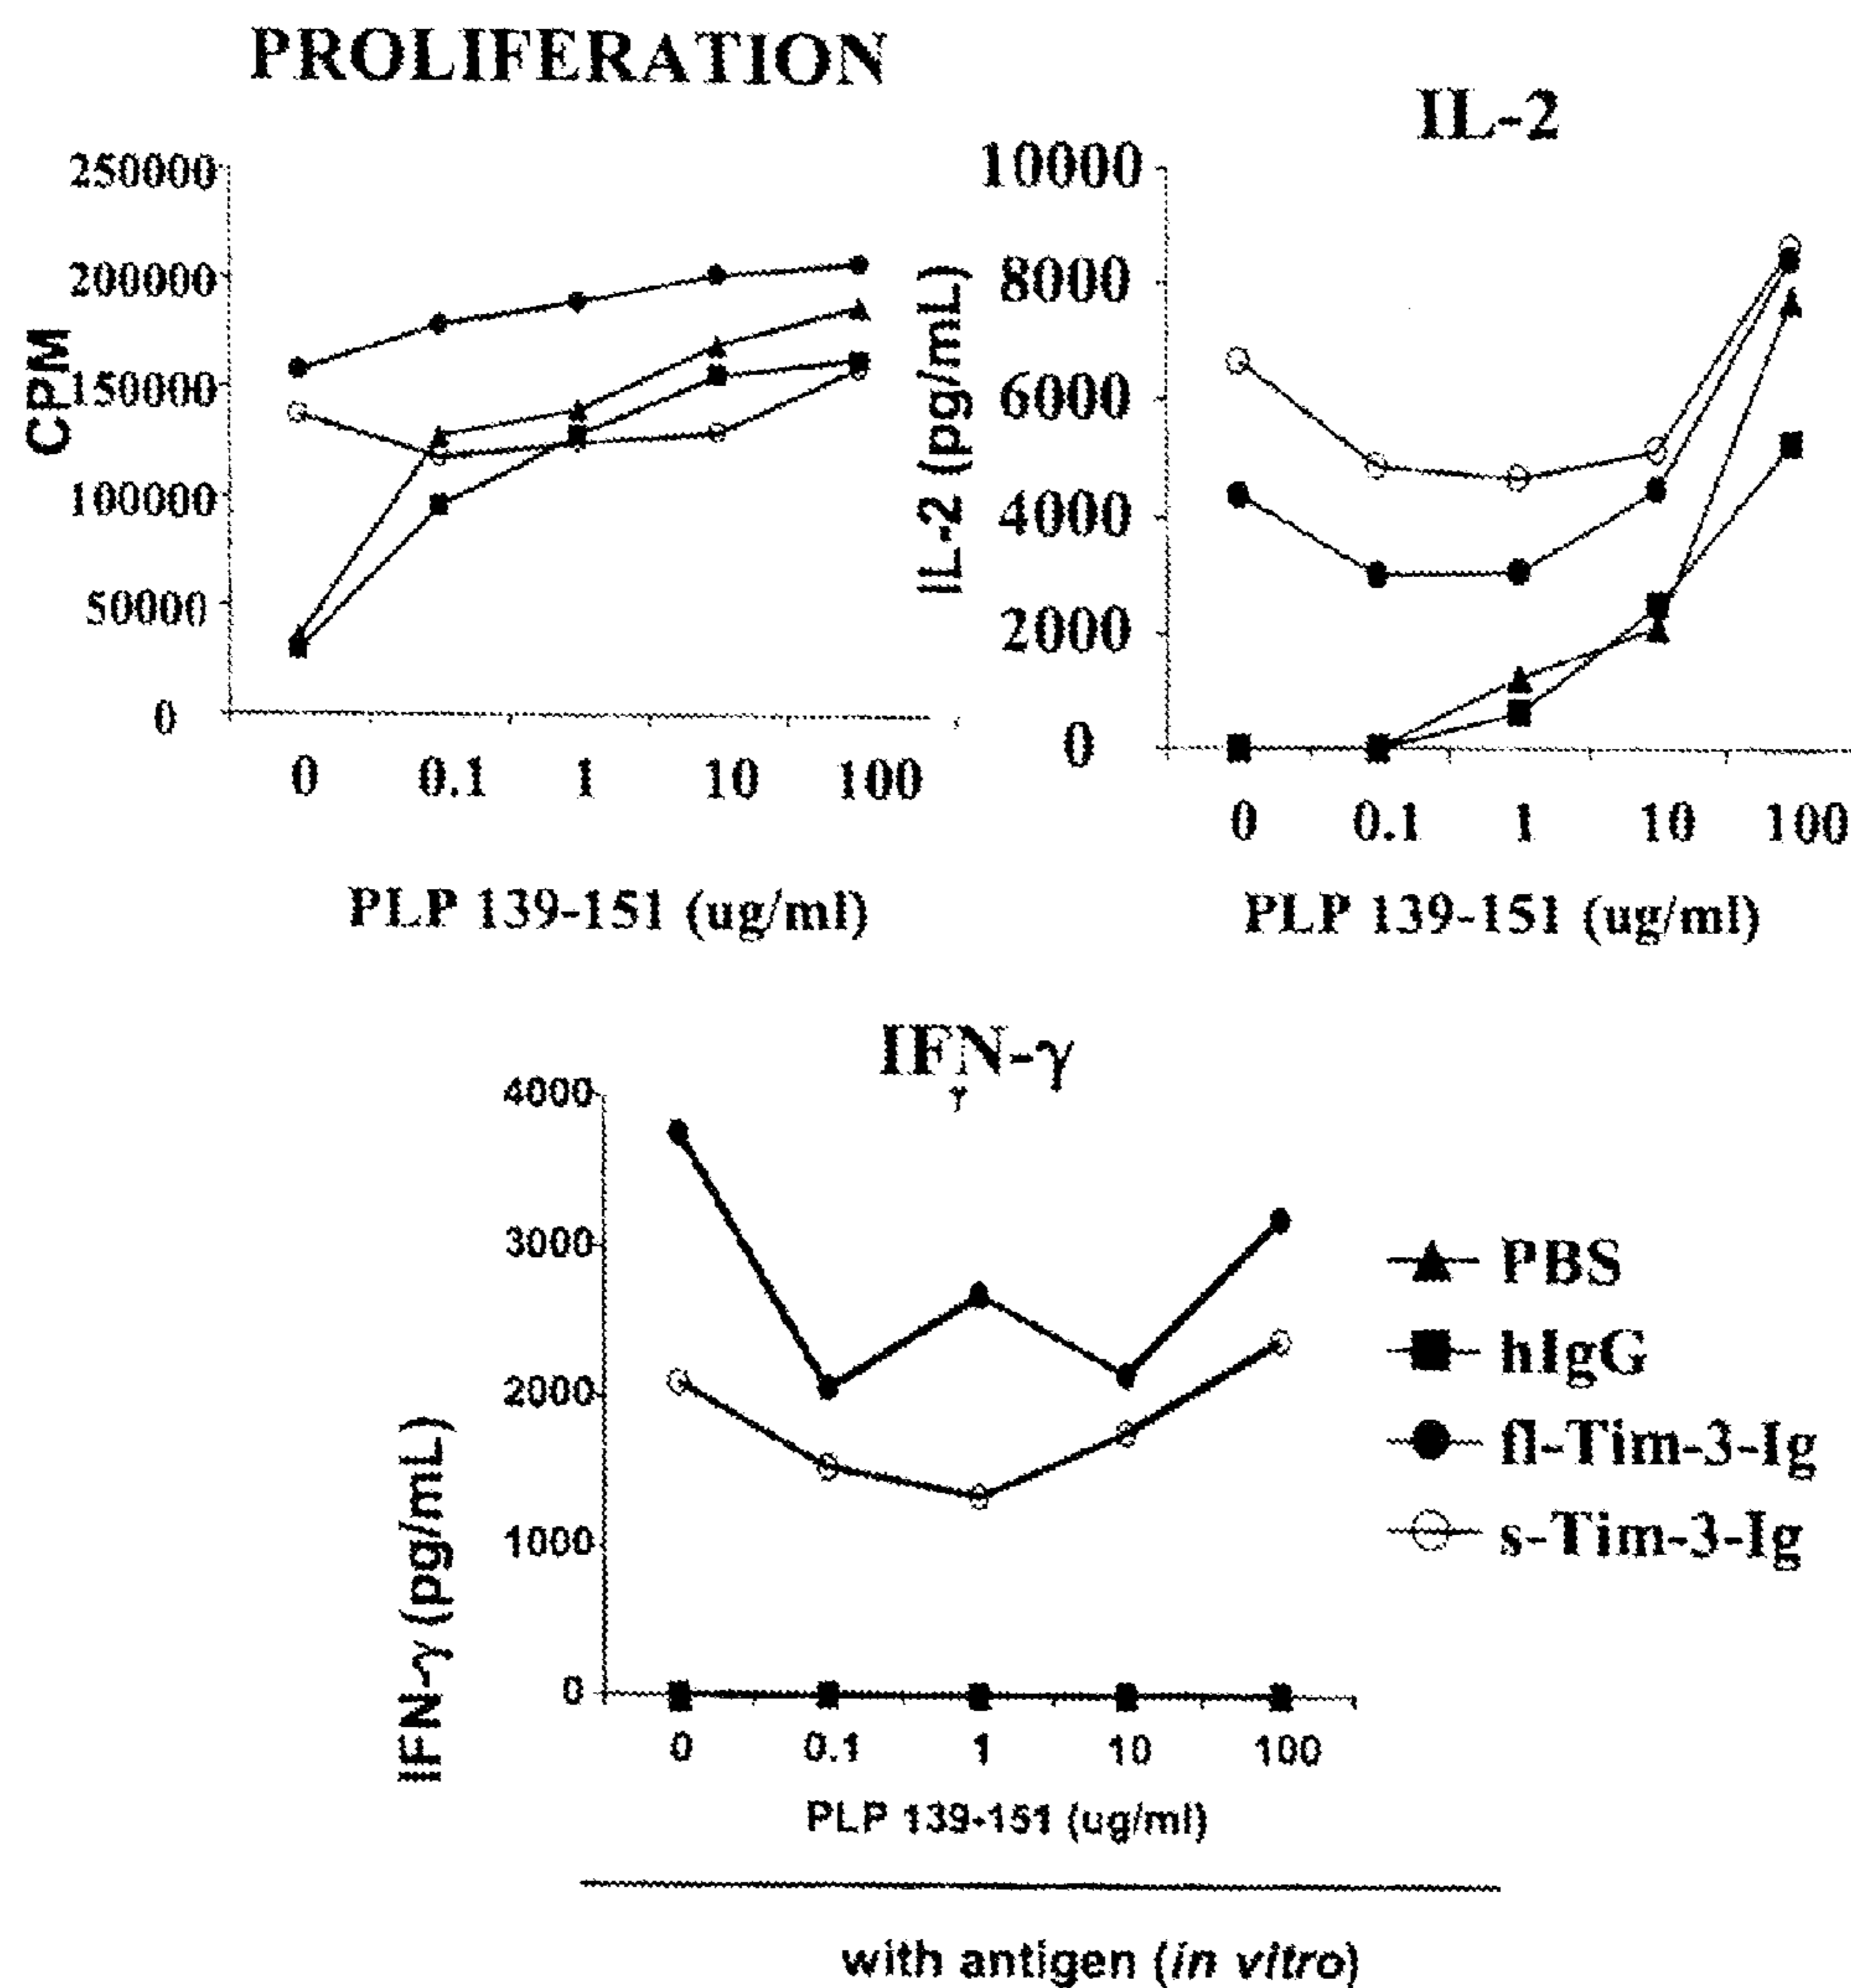 PROLIFERATION
250000
200000
150000
100000
50000
0
CPM
0 0.1 1 10 100
PLP 139-151 (ug/ml)
IL-2
10000
8000
6000
4000
2000
0
IL-2 (pg/mL)
0 0.1 1 10 100
PLP 139-151 (ug/ml)
IFN-γ
γ
4000
3000
2000
1000
0
IFN-γ (pg/mL)
0 0.1 1 10 100
PLP 139-151 (ug/ml)
PBS
hIgG
fl-Tim-3-Ig
s-Tim-3-Ig
with antigen (in vitro)